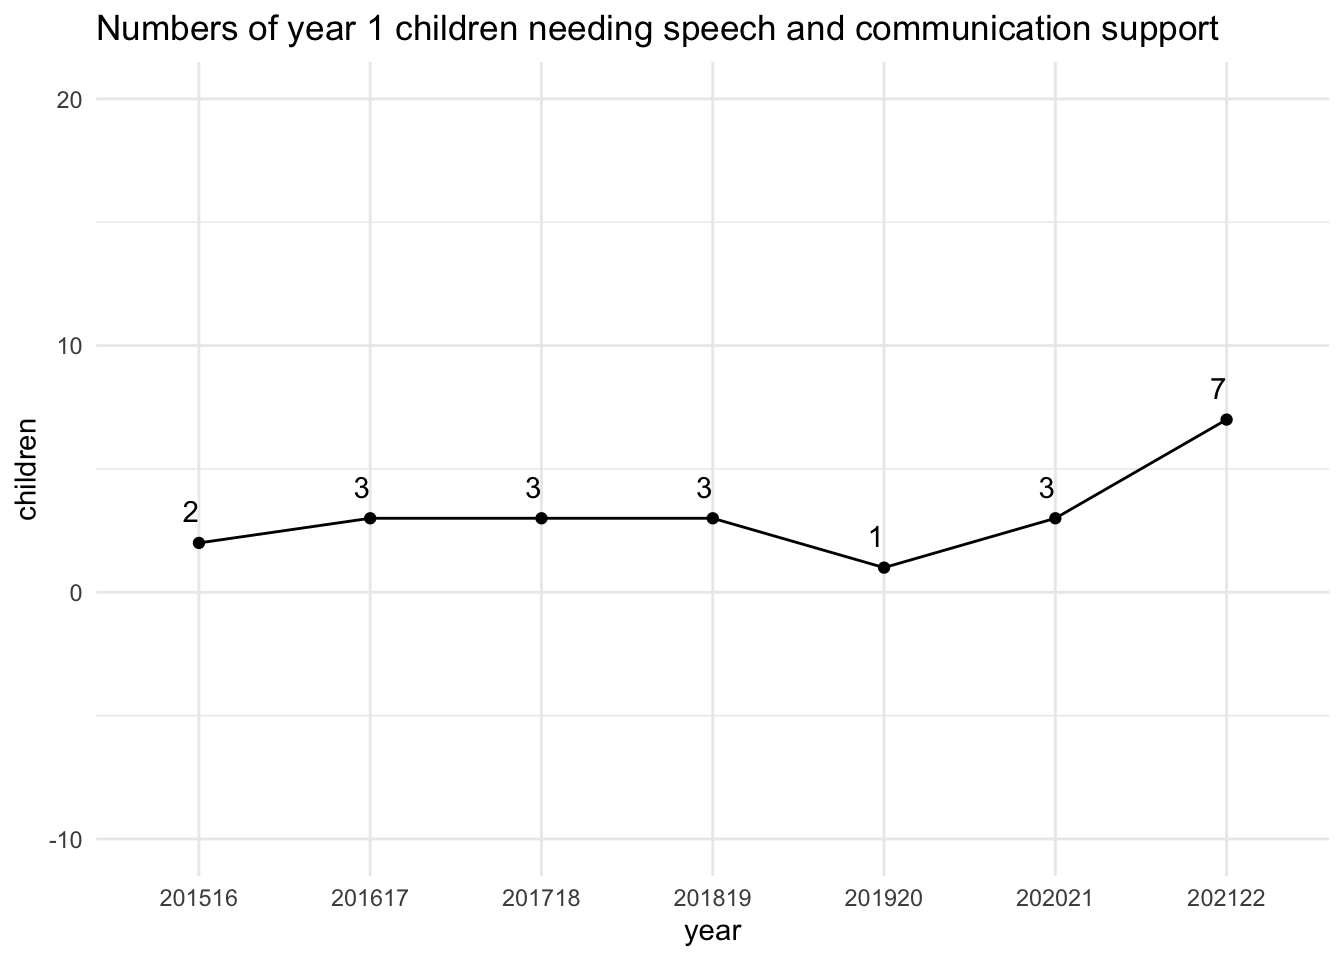 Numbers of year 1 children needing speech and communication support
20
10
0
-10
children
2
3
3
3
1
3
7
201516 201617 201718 201819 201920 202021 202122
year